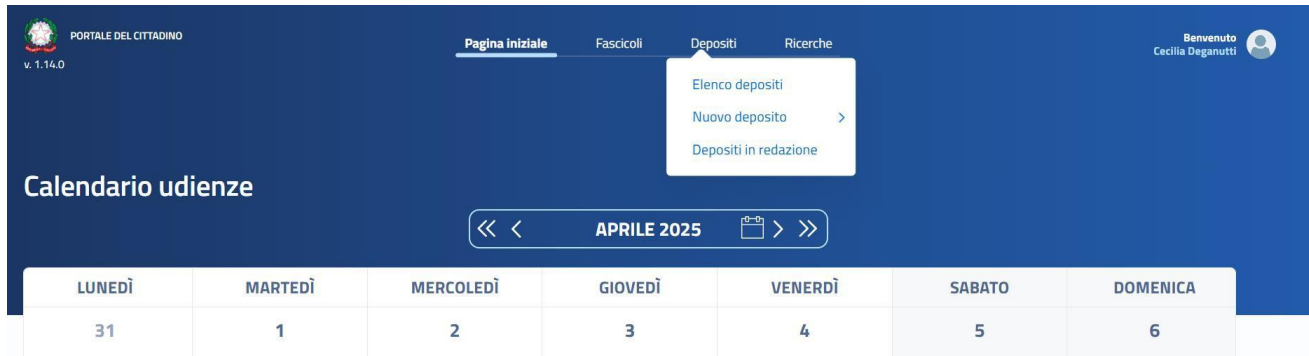 PORTALE DEL CITTADINO
v. 1.14.0
Pagina iniziale Fascicoli Depositi Ricerche
Benvenuto
Cecilia Deganutti
Elenco depositi
Nuovo deposito
Depositi in redazione
Calendario udienze
APRILE 2025
LUNEDÌ MARTEDÌ MERCOLEDÌ GIOVEDÌ VENERDÌ SABATO DOMENICA
31 1 2 3 4 5 6